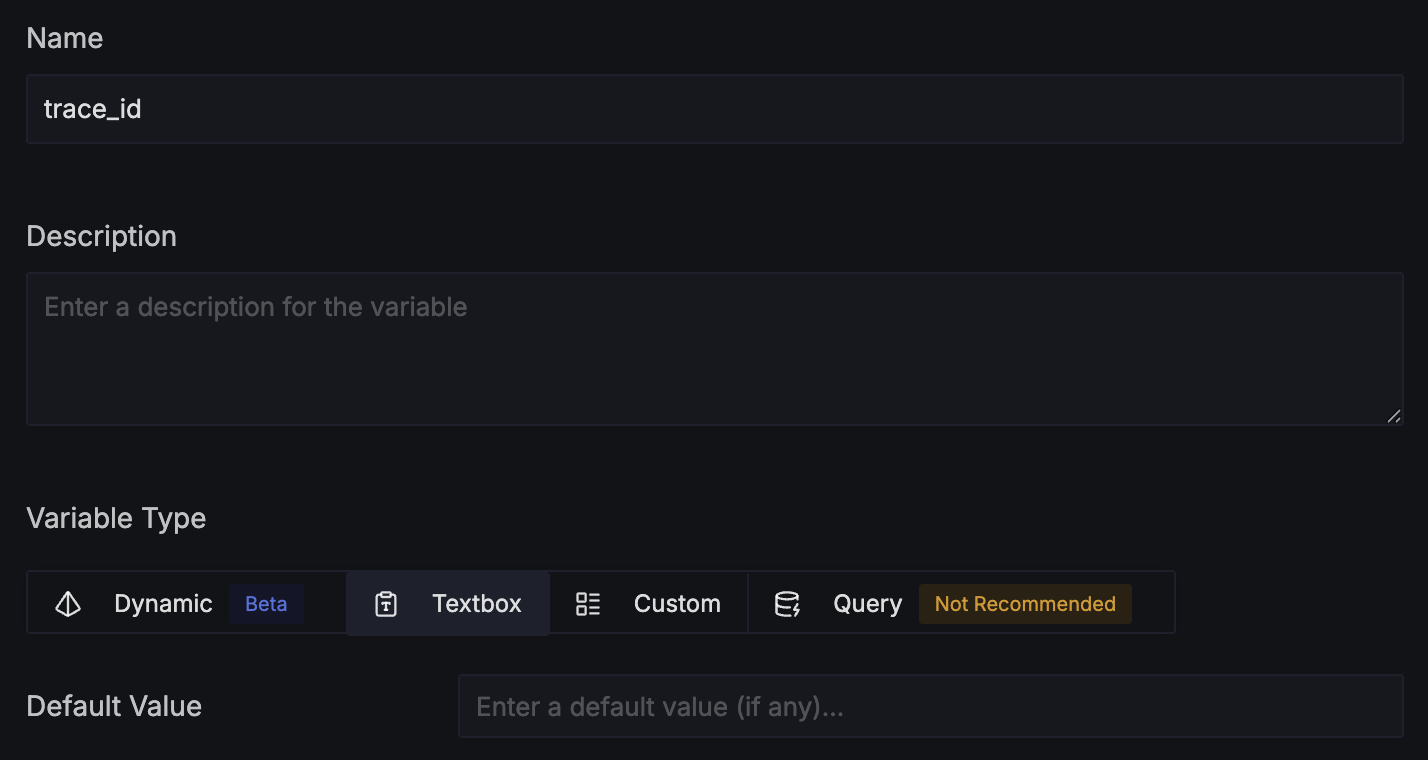 Name
trace_id
Description
Enter a description for the variable
Variable Type
Dynamic Beta Textbox Custom Query Not Recommended
Default Value Enter a default value (if any)...